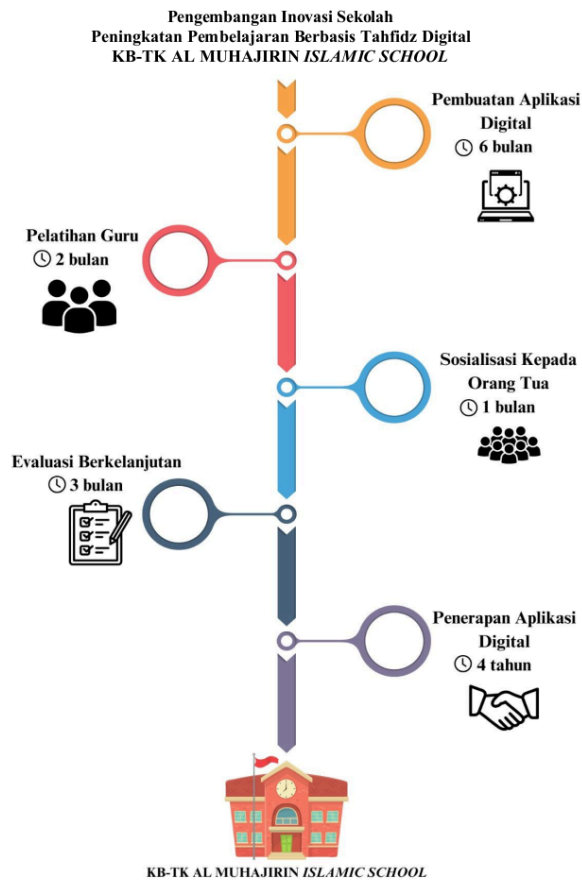 Pengembangan Inovasi Sekolah
Peningkatan Pembelajaran Berbasis Tahfidz Digital
KB-TK AL MUHAJIRIN ISLAMIC SCHOOL
Pembuatan Aplikasi
Digital
6 bulan
Pelatihan Guru
2 bulan
Sosialisasi Kepada
Orang Tua
1 bulan
Evaluasi Berkelanjutan
3 bulan
Penerapan Aplikasi
Digital
4 tahun
KB-TK AL MUHAJIRIN ISLAMIC SCHOOL